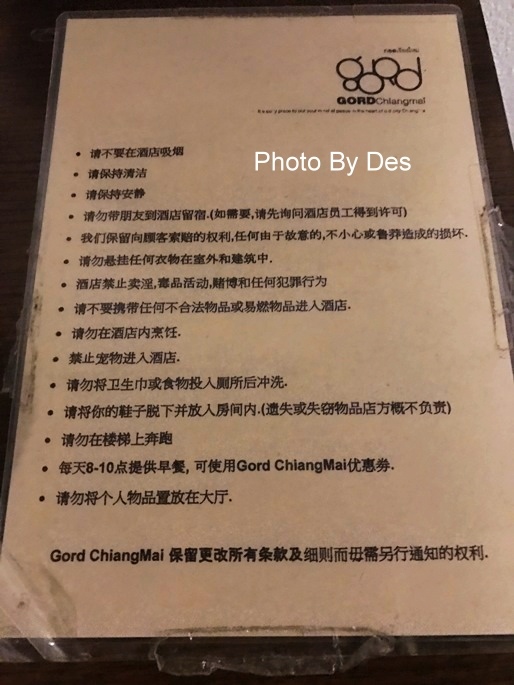 gord
GORDChiangmai
Photo By Des
• 请不要在酒店吸烟
• 请保持清洁
• 请保持安静
• 请勿带朋友到酒店留宿.(如需要,请先询问酒店员工得到许可)
• 我们保留向顾客索赔的权利,任何由于故意的,不小心或鲁莽造成的损坏.
• 请勿悬挂任何衣物在室外和建筑中.
• 酒店禁止卖淫,毒品活动,赌博和任何犯罪行为
• 请不要携带任何不合法物品或易燃物品进入酒店.
• 请勿在酒店内烹饪.
• 禁止宠物进入酒店.
• 请勿将卫生巾或食物投入厕所后冲洗.
• 请将你的鞋子脱下并放入房间内.(遗失或失窃物品店方概不负责)
• 请勿在楼梯上奔跑
• 每天8-10点提供早餐, 可使用Gord ChiangMai优惠券.
• 请勿将个人物品置放在大厅.
Gord ChiangMai 保留更改所有条款及细则而毋需另行通知的权利.